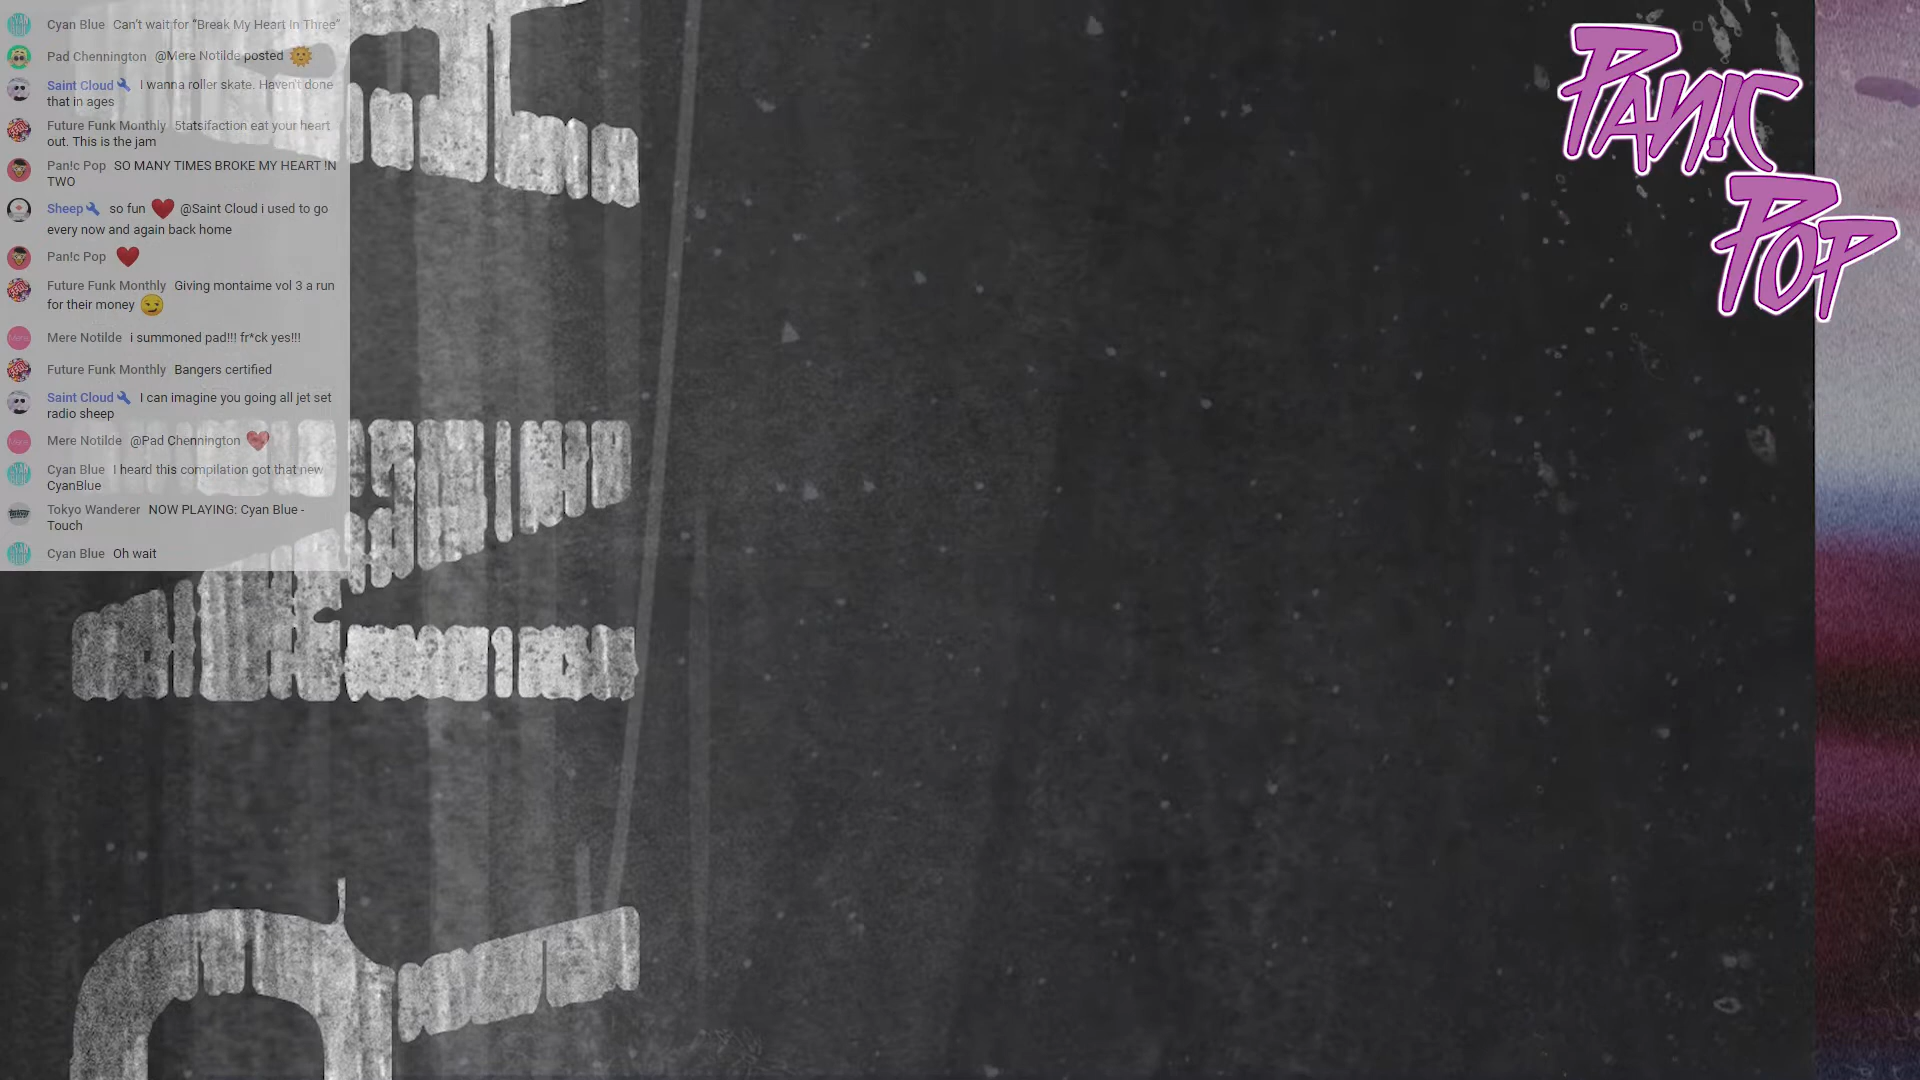 Cyan Blue Can't wait for "Break My Heart In Three"
Pad Chennington @Mere Notilde posted 🌞
Saint Cloud I wanna roller skate. Haven't done
that in ages
Future Funk Monthly 5tatsifaction eat your heart
out. This is the jam
Pan!c Pop SO MANY TIMES BROKE MY HEART !N
TWO
Sheep so fun ❤️ @Saint Cloud i used to go
every now and again back home
Pan!c Pop ❤️
Future Funk Monthly Giving montaime vol 3 a run
for their money 😏
Mere Notilde i summoned pad!!! fr*ck yes!!!
Future Funk Monthly Bangers certified
Saint Cloud I can imagine you going all jet set
radio sheep
Mere Notilde @Pad Chennington 💖
Cyan Blue I heard this compilation got that new
CyanBlue
Tokyo Wanderer NOW PLAYING: Cyan Blue -
Touch
Cyan Blue Oh wait
PAN!C
POP